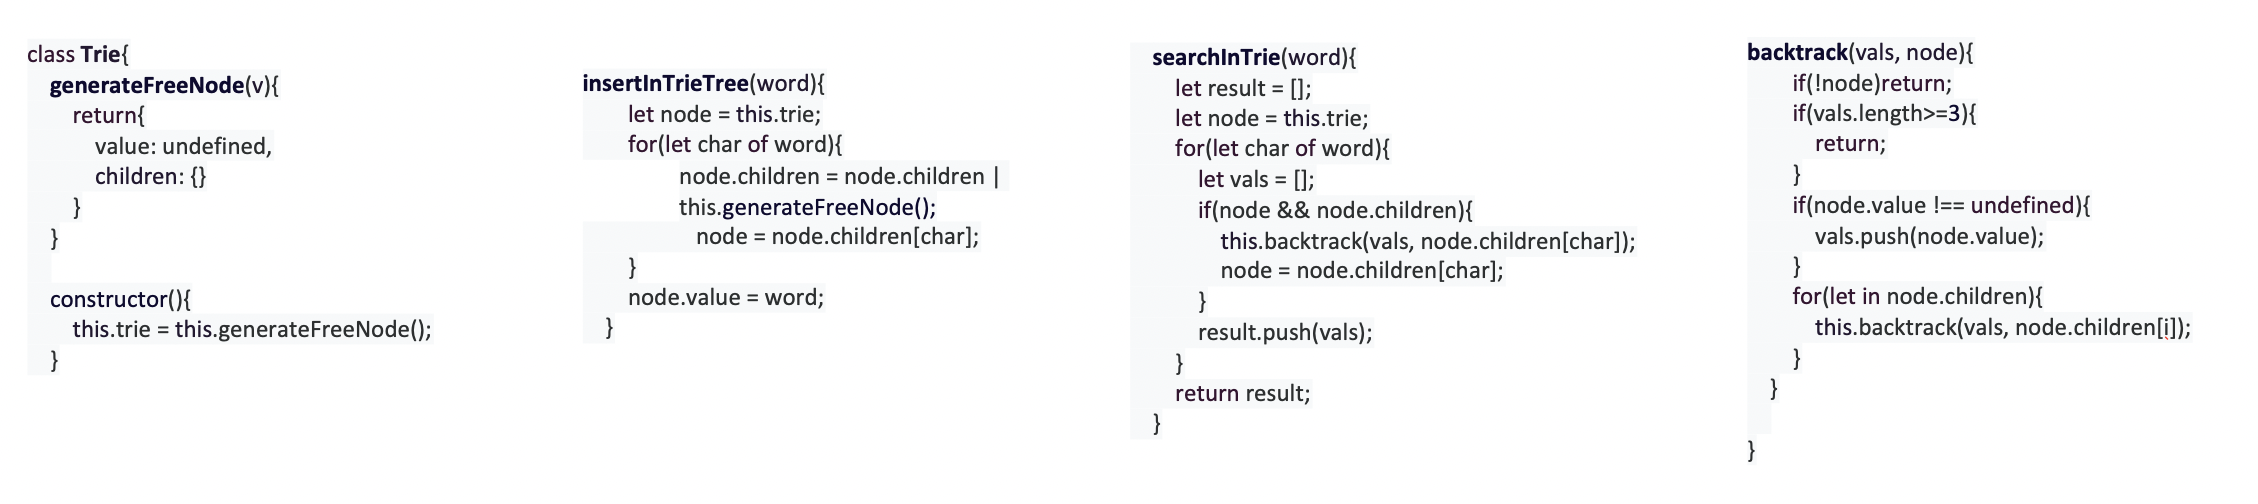 class Trie{
generateFreeNode(v){
return{
value: undefined,
children: {}
}
}
constructor(){
this.trie = this.generateFreeNode();
}
insertInTrieTree(word){
let node = this.trie;
for(let char of word){
node.children = node.children |
this.generateFreeNode();
node = node.children[char];
}
node.value = word;
}
searchInTrie(word){
let result = [];
let node = this.trie;
for(let char of word){
let vals = [];
if(node && node.children){
this.backtrack(vals, node.children[char]);
node = node.children[char];
}
result.push(vals);
}
return result;
}
backtrack(vals, node){
if(!node)return;
if(vals.length>=3){
return;
}
if(node.value !== undefined){
vals.push(node.value);
}
for(let in node.children){
this.backtrack(vals, node.children[i]);
}
}
}